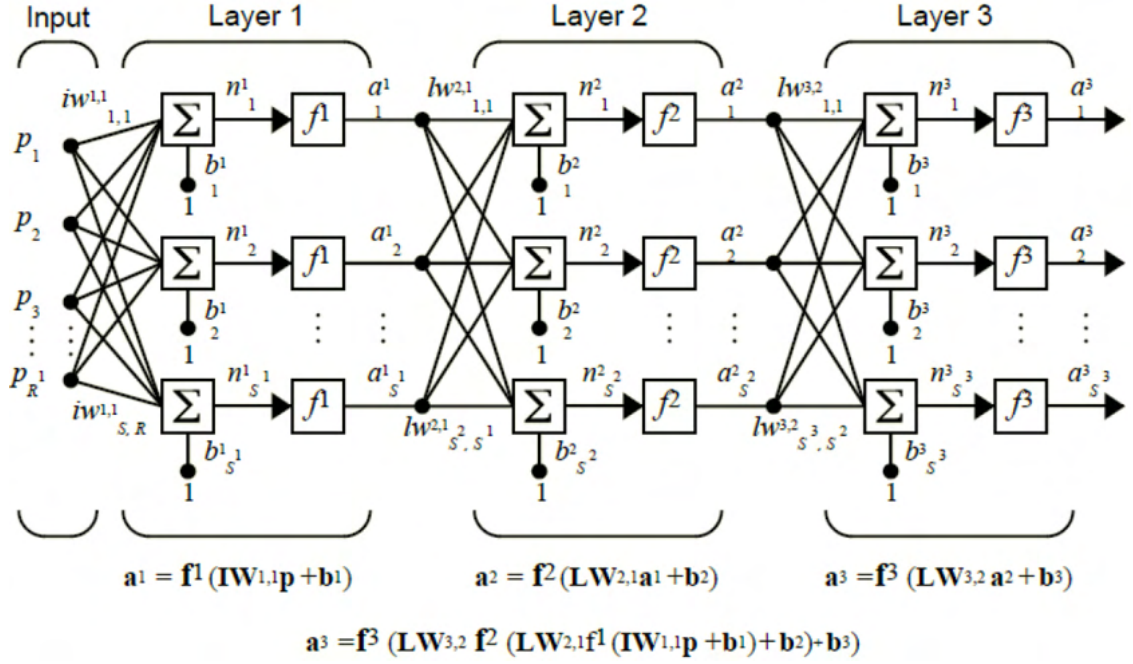 Input Layer 1 Layer 2 Layer 3
iw¹,¹ 1,1 n¹ 1 a¹ 1 lw²,¹ 1,1 n² 1 a² 1 lw³,² 1,1 n³ 1 a³ 1
Σ f¹ Σ f² Σ f³
p₁ b¹ 1 b² 1 b³ 1
1 1 1
p₂ n¹ 2 a¹ 2 n² 2 a² 2 n³ 2 a³ 2
Σ f¹ Σ f² Σ f³
p₃ b¹ 2 b² 2 b³ 2
1 1 1
p R¹ n¹ S¹ a¹ S¹ n² S² a² S² n³ S³ a³ S³
Σ f¹ Σ f² Σ f³
iw¹,¹ S, R b¹ S¹ lw²,¹ S², S¹ b² S² lw³,² S³, S² b³ S³
1 1 1
a1 = f1 (IW1,1p +b1) a2 = f2 (LW2,1a1 +b2) a3 =f3 (LW3,2 a2 +b3)
a3 =f3 (LW3,2 f2 (LW2,1f1 (IW1,1p +b1)+ b2)+b3)